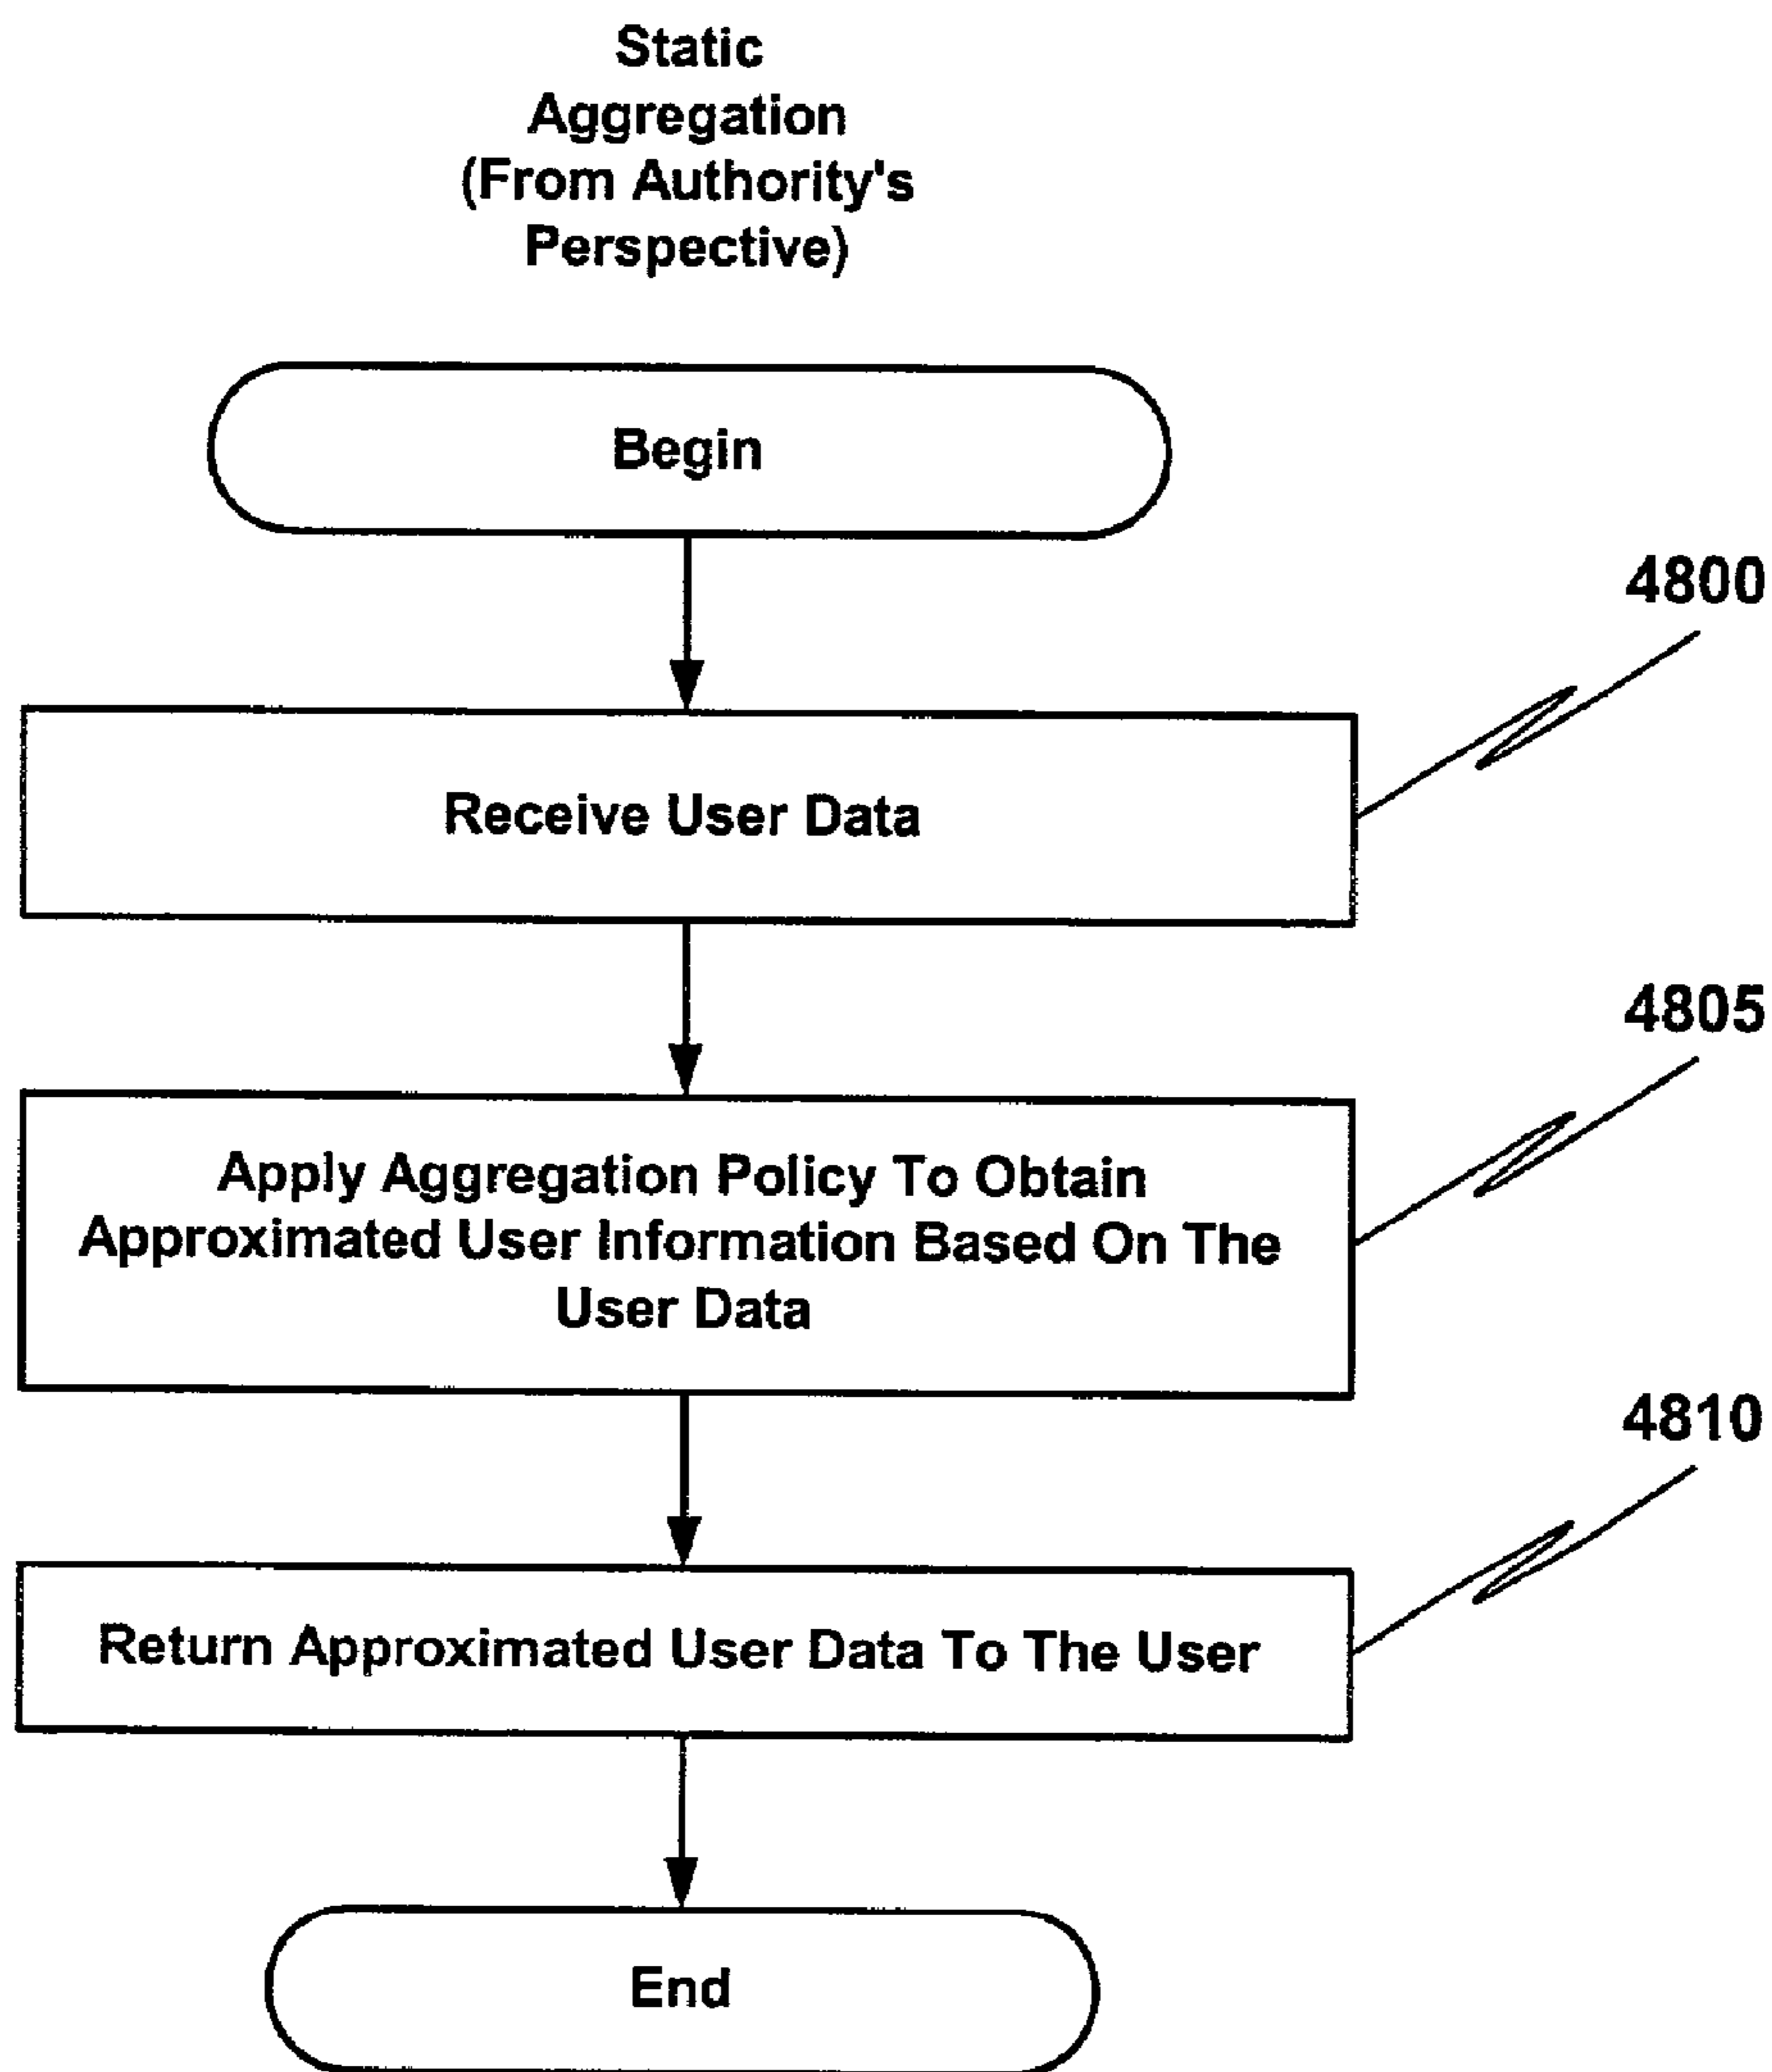 Static
Aggregation
(From Authority's
Perspective)
Begin
4800
Receive User Data
4805
Apply Aggregation Policy To Obtain
Approximated User Information Based On The
User Data
4810
Return Approximated User Data To The User
End